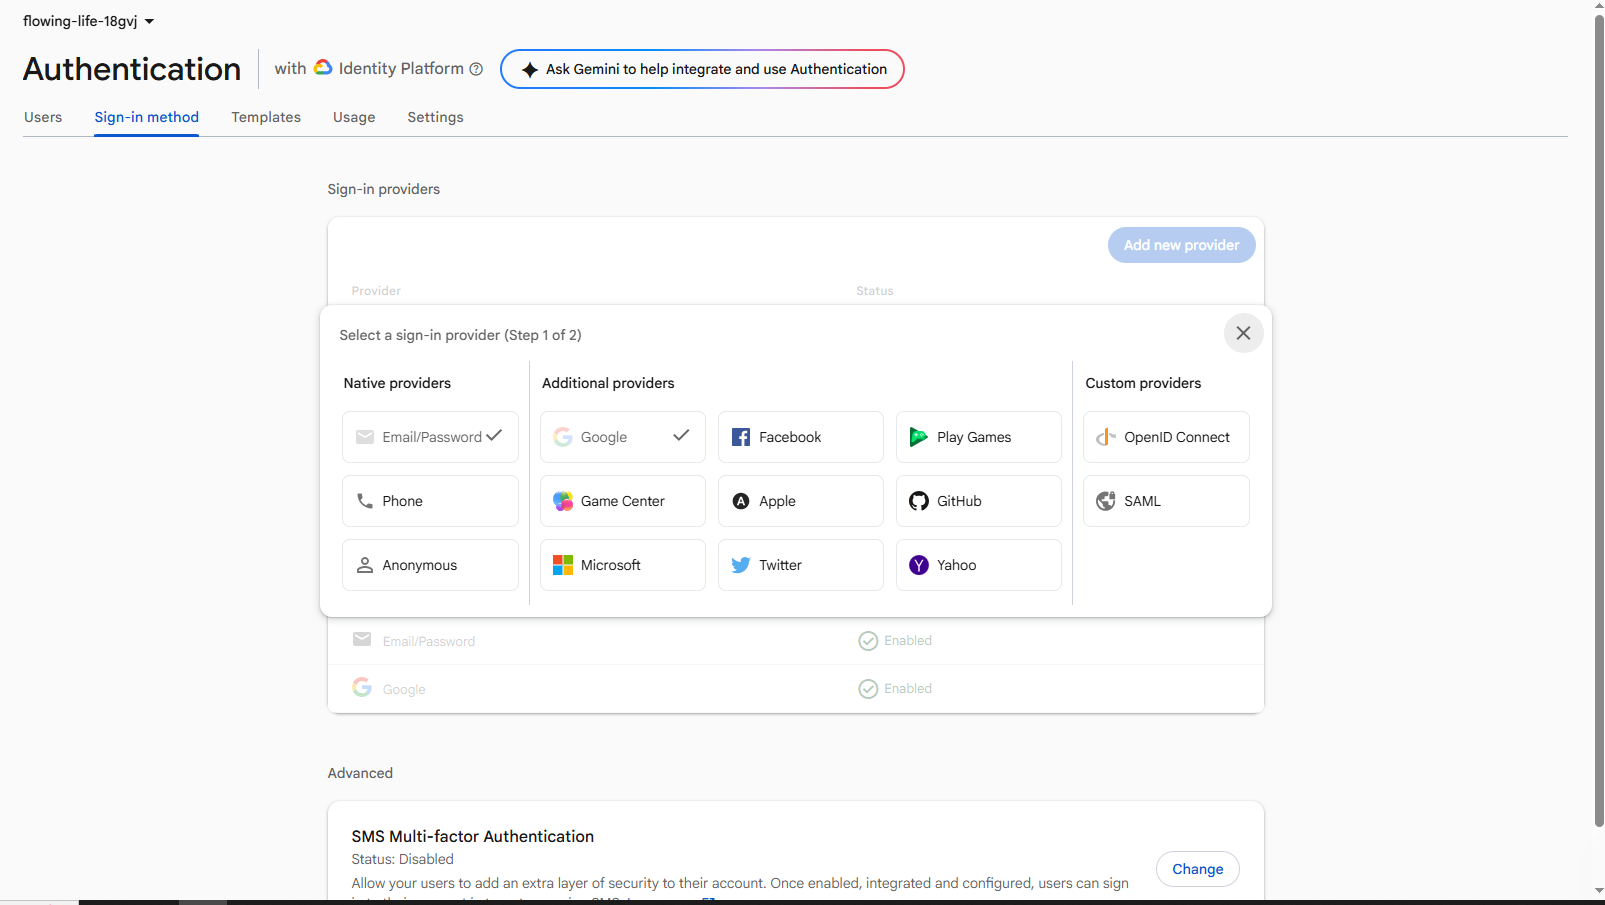 flowing-life-18gvj
Authentication
with Identity Platform
Ask Gemini to help integrate and use Authentication
Users
Sign-in method
Templates
Usage
Settings
Sign-in providers
Add new provider
Provider
Status
Select a sign-in provider (Step 1 of 2)
Native providers
Additional providers
Custom providers
Email/Password
Google
Facebook
Play Games
OpenID Connect
Phone
Game Center
Apple
GitHub
SAML
Anonymous
Microsoft
Twitter
Yahoo
Email/Password
Enabled
Google
Enabled
Advanced
SMS Multi-factor Authentication
Status: Disabled
Change
Allow your users to add an extra layer of security to their account. Once enabled, integrated and configured, users can sign